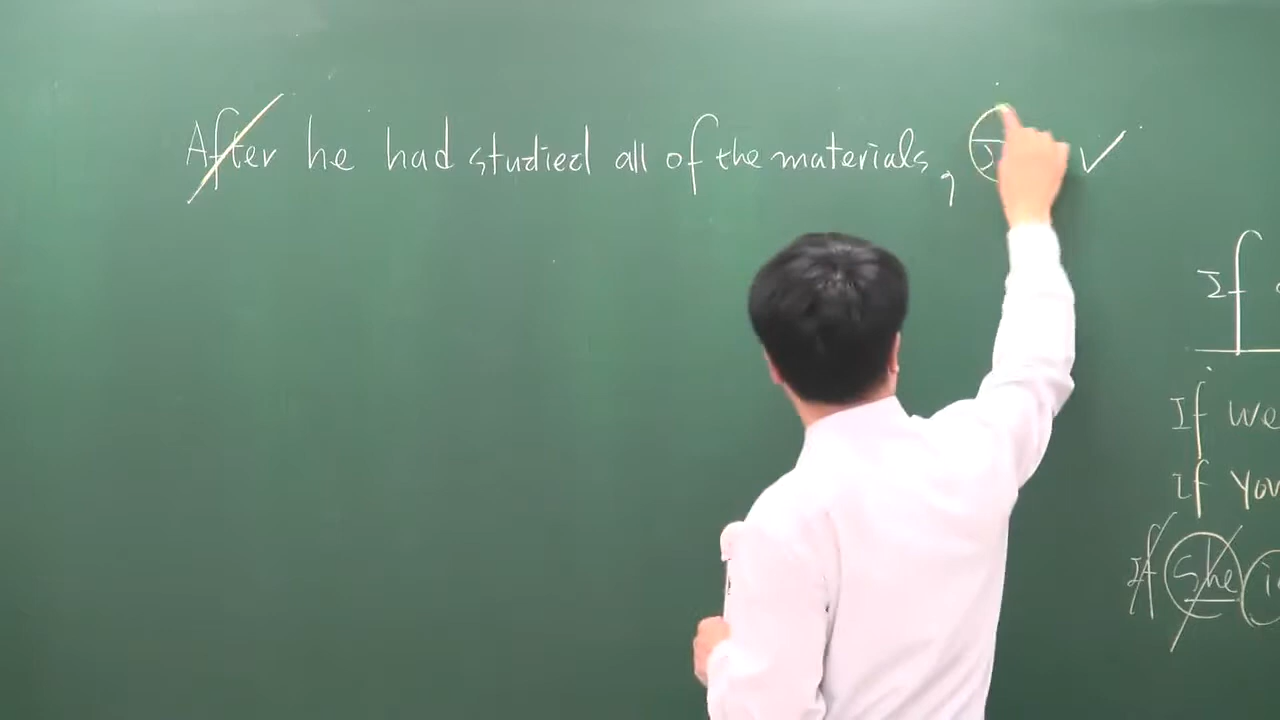 After he had studied all of the materials,
If
If we
If you
If she